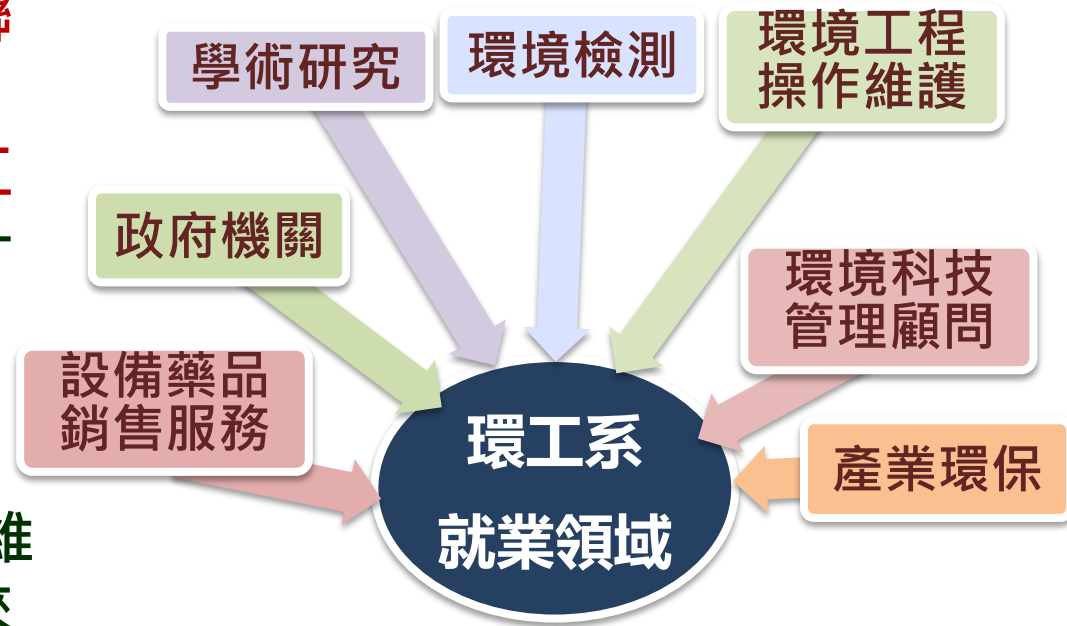 學術研究
環境檢測
環境工程
操作維護
政府機關
環境科技
管理顧問
設備藥品
銷售服務
產業環保
環工系
就業領域
維